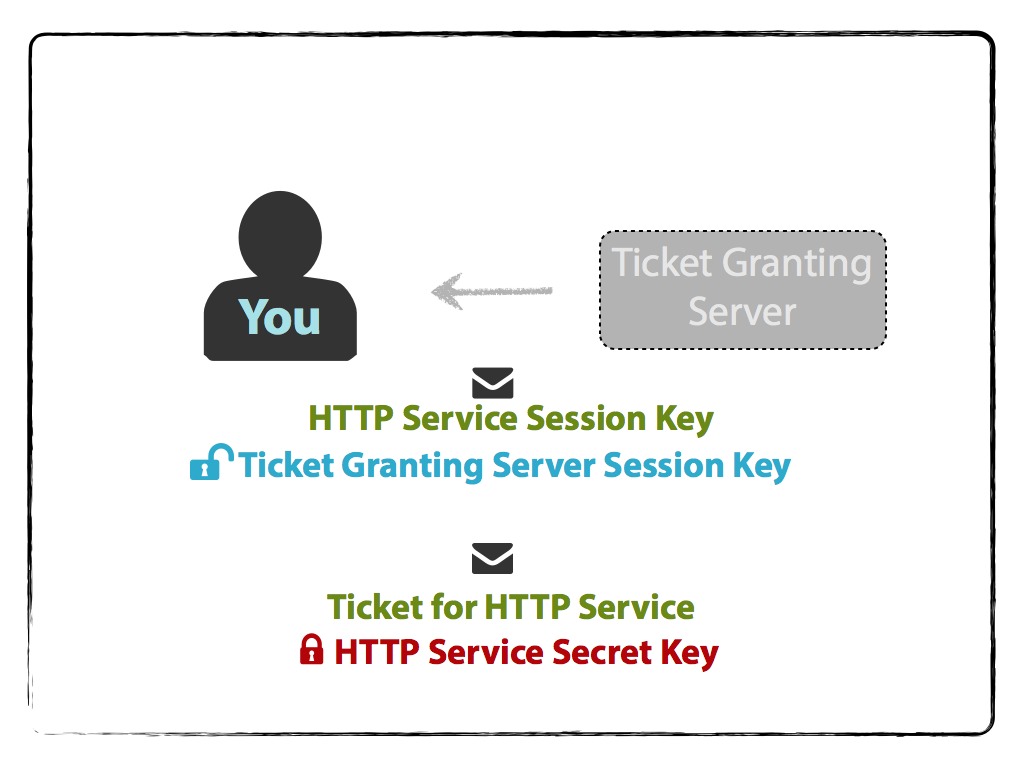 You
Ticket Granting
Server
HTTP Service Session Key
Ticket Granting Server Session Key
Ticket for HTTP Service
HTTP Service Secret Key